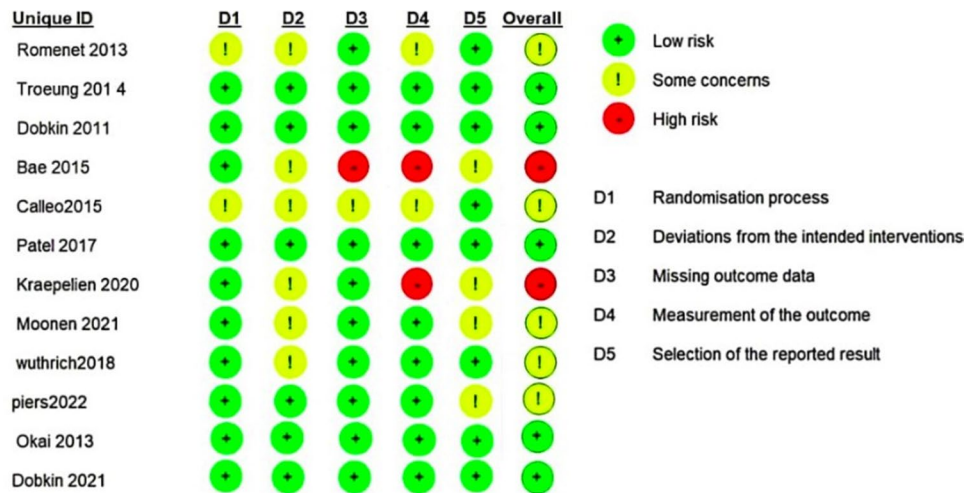 Unique ID D1 D2 D3 D4 D5 Overall
Romenet 2013 ! ! + ! + !
Troeung 201 4 + + + + + +
Dobkin 2011 + + + + + +
Bae 2015 + ! - - ! -
Calleo2015 ! ! ! ! + !
Patel 2017 + + + + + +
Kraepelien 2020 + ! + - ! -
Moonen 2021 + ! + + ! !
wuthrich2018 + ! + + + !
piers2022 + + + + ! !
Okai 2013 + + + + + +
Dobkin 2021 + + + + + +
+ Low risk
! Some concerns
- High risk
D1 Randomisation process
D2 Deviations from the intended interventions
D3 Missing outcome data
D4 Measurement of the outcome
D5 Selection of the reported result